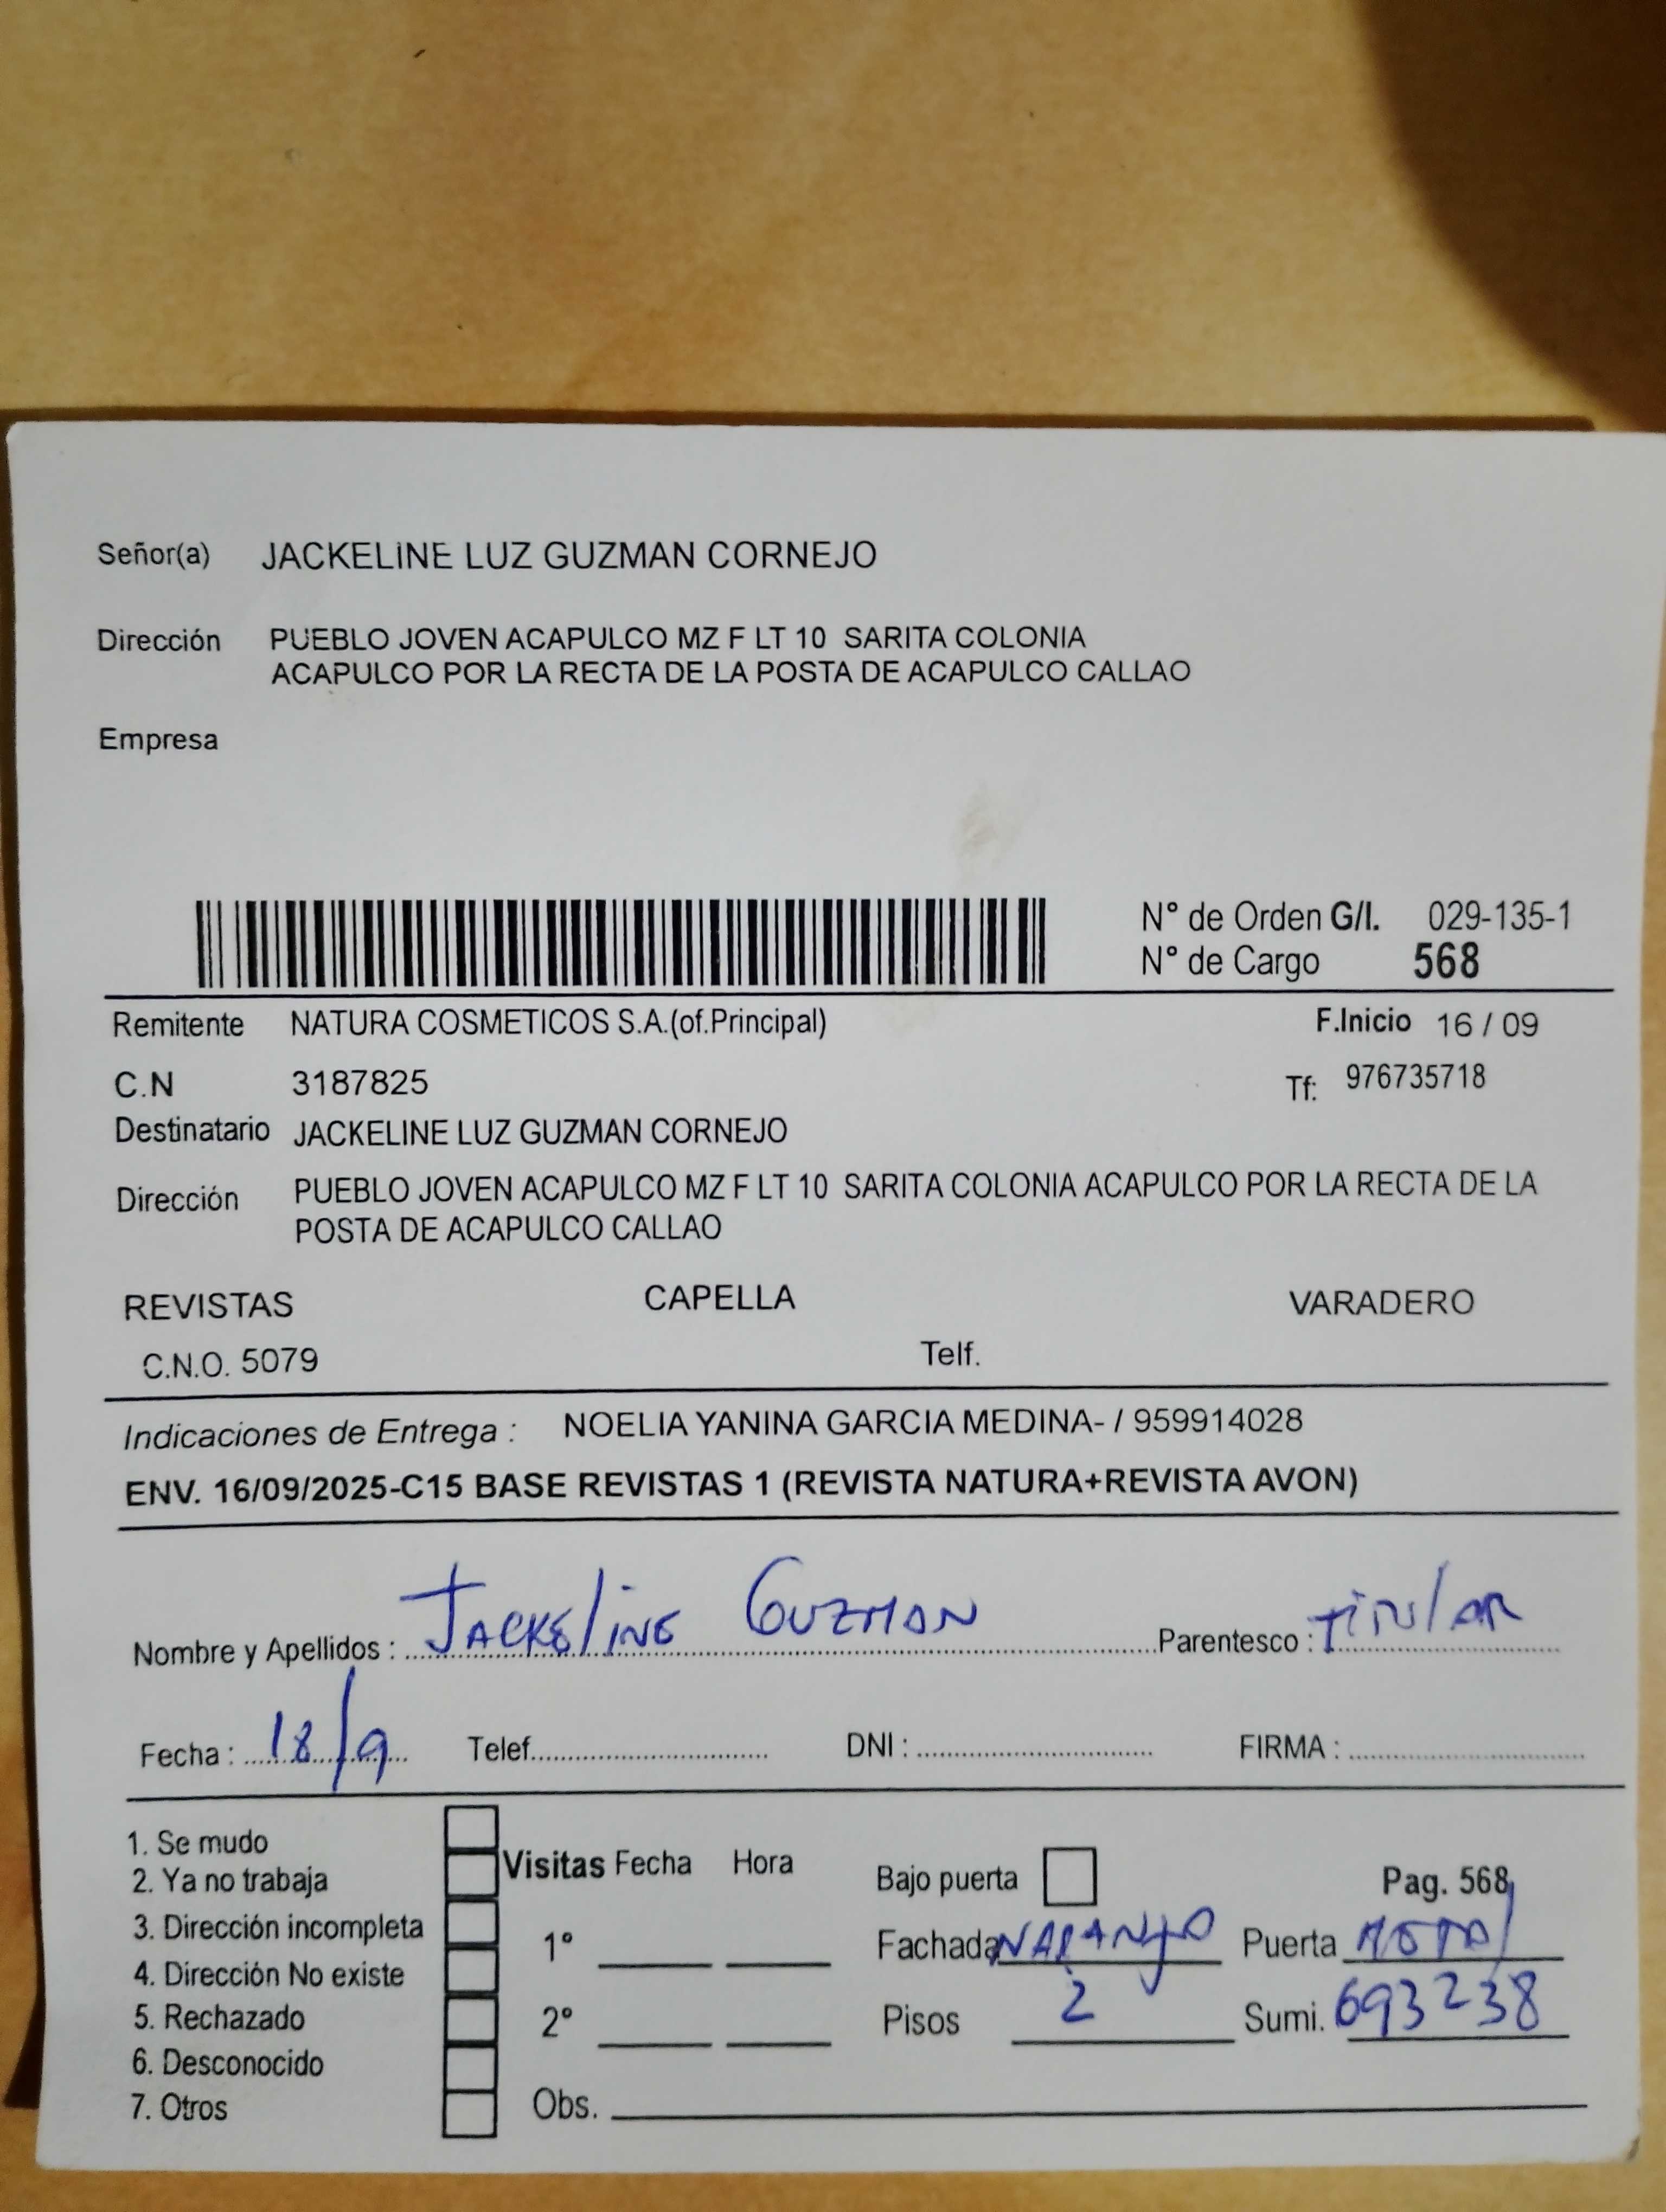 Señor(a) JACKELINE LUZ GUZMAN CORNEJO
Dirección PUEBLO JOVEN ACAPULCO MZ F LT 10 SARITA COLONIA
ACAPULCO POR LA RECTA DE LA POSTA DE ACAPULCO CALLAO
Empresa
N° de Orden G/I. 029-135-1
N° de Cargo 568
Remitente NATURA COSMETICOS S.A.(of.Principal) F.Inicio 16 / 09
C.N 3187825 Tf: 976735718
Destinatario JACKELINE LUZ GUZMAN CORNEJO
Dirección PUEBLO JOVEN ACAPULCO MZ F LT 10 SARITA COLONIA ACAPULCO POR LA RECTA DE LA
POSTA DE ACAPULCO CALLAO
REVISTAS CAPELLA VARADERO
C.N.O. 5079 Telf.
Indicaciones de Entrega : NOELIA YANINA GARCIA MEDINA- / 959914028
ENV. 16/09/2025-C15 BASE REVISTAS 1 (REVISTA NATURA+REVISTA AVON)
Nombre y Apellidos : JACKElINE GUZMAN Parentesco : TITUlAR
Fecha : 18/9 Telef. DNI : FIRMA :
1. Se mudo
2. Ya no trabaja
3. Dirección incompleta
4. Dirección No existe
5. Rechazado
6. Desconocido
7. Otros
Visitas Fecha Hora
1°
2°
Obs.
Bajo puerta Pag. 568
Fachada NARANJO Puerta METAl
Pisos 2 Sumi. 693238